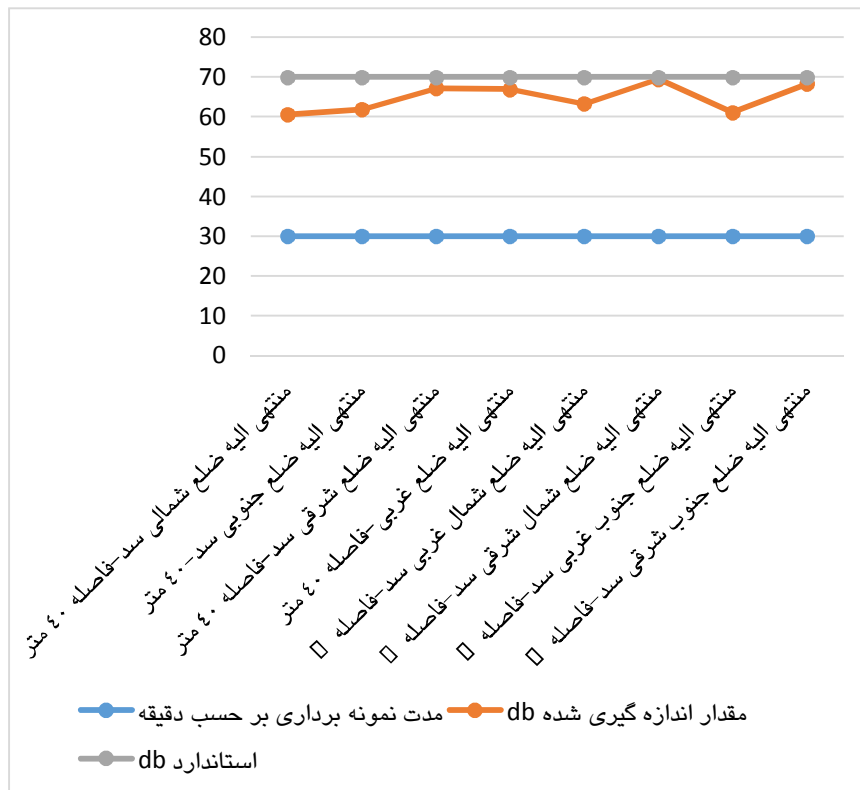 80
70
60
50
40
30
20
10
0
منتهی الیه ضلع شمالی سد-فاصله ٤٠ متر
منتهی الیه ضلع جنوبی سد-٤٠ متر
منتهی الیه ضلع شرقی سد-فاصله ٤٠ متر
منتهی الیه ضلع غربی-فاصله ٤٠ متر
منتهی الیه ضلع شمال غربی سد-فاصله
منتهی الیه ضلع شمال شرقی سد-فاصله
منتهی الیه ضلع جنوب غربی سد-فاصله
منتهی الیه ضلع جنوب شرقی سد-فاصله
مدت نمونه برداری بر حسب دقیقه
مقدار اندازه گیری شده db
استاندارد db